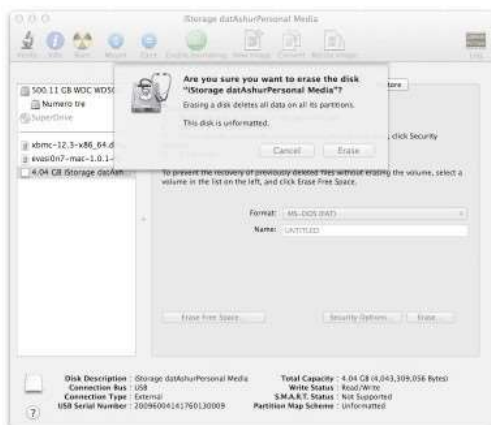 iStorage datAshurPersonal Media
Verify Info Burn Mount Eject Enable Journaling New Image Convert Resize Image Log
500.11 GB WDC WD50
Numero tre
SuperDrive
xbmc-12.3-x86_64.d
evasi0n7-mac-1.0.1-
4.04 GB iStorage datAsh
Are you sure you want to erase the disk
"iStorage datAshurPersonal Media"?
Erasing a disk deletes all data on all its partitions.
This disk is unformatted.
Cancel Erase
, click Security
To prevent the recovery of previously deleted files without erasing the volume, select a
volume in the list on the left, and click Erase Free Space.
Format: MS-DOS (FAT)
Name: UNTITLED
Erase Free Space... Security Options... Erase...
Disk Description : iStorage datAshurPersonal Media
Connection Bus : USB
Connection Type : External
USB Serial Number : 20096004141760130009
Total Capacity : 4.04 GB (4,043,309,056 Bytes)
Write Status : Read/Write
S.M.A.R.T. Status : Not Supported
Partition Map Scheme : Unformatted
?